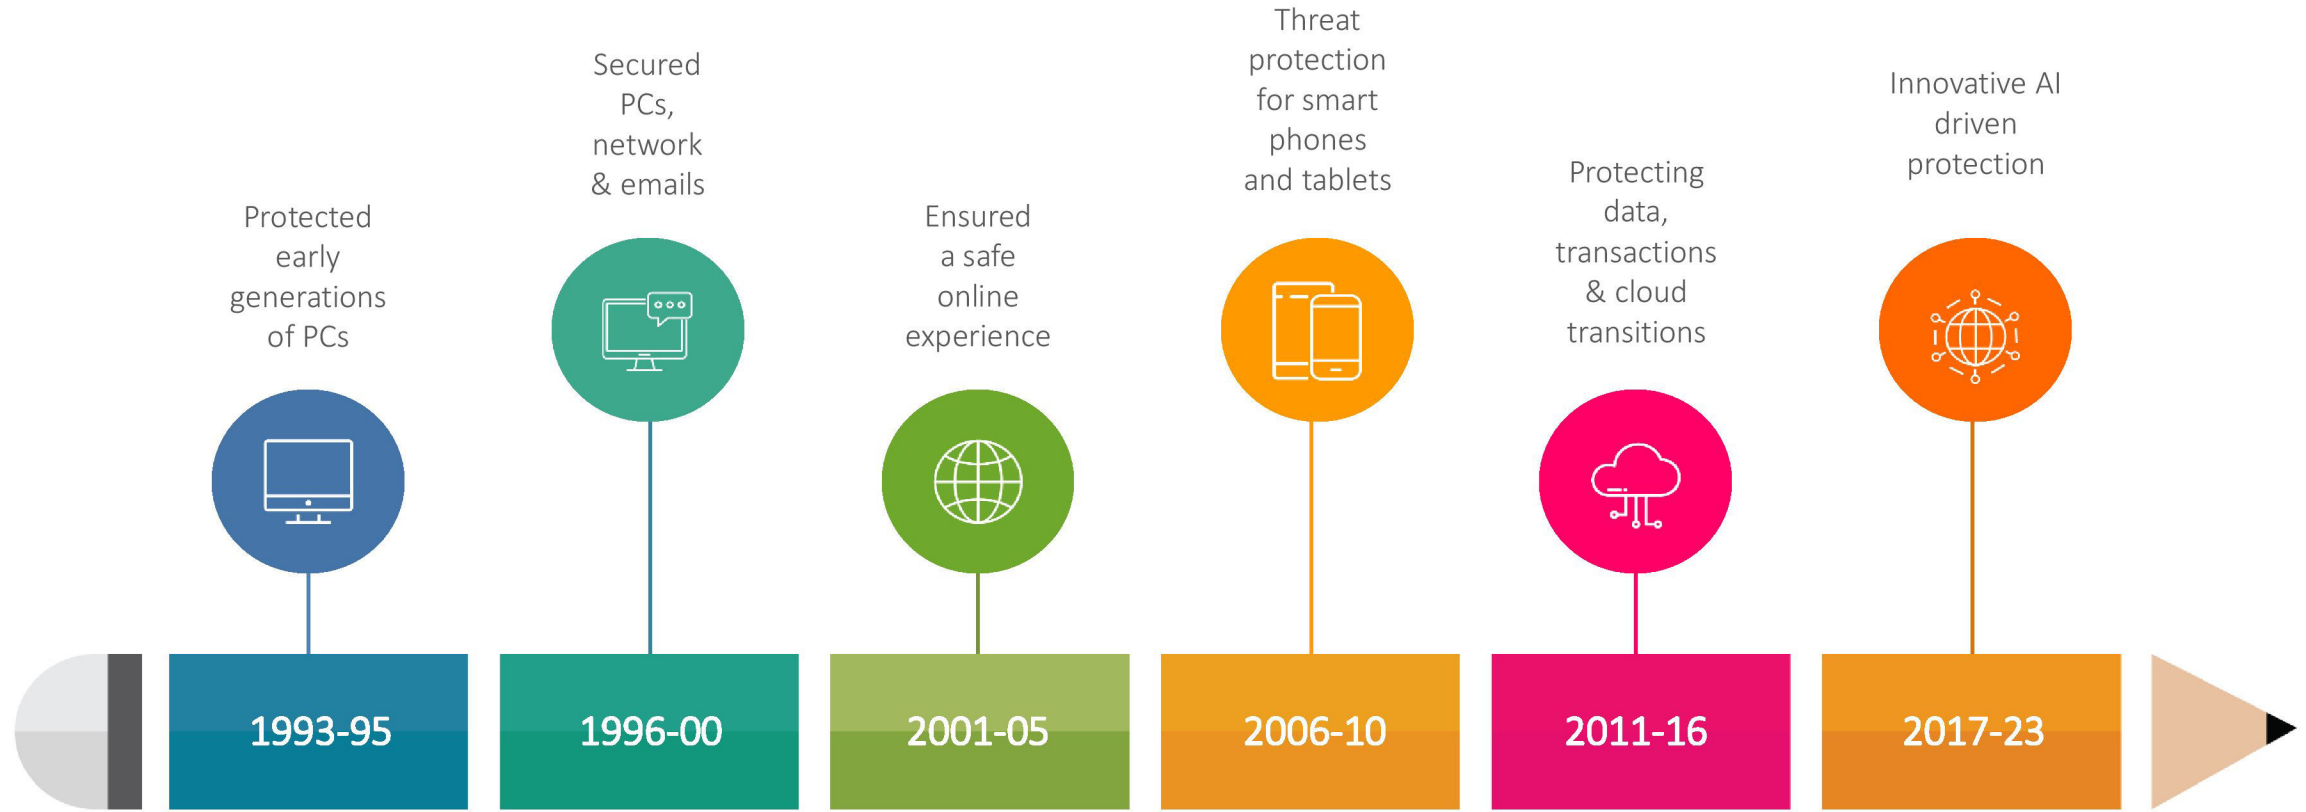 Protected
early
generations
of PCs
Secured
PCs,
network
& emails
Ensured
a safe
online
experience
Threat
protection
for smart
phones
and tablets
Protecting
data,
transactions
& cloud
transitions
Innovative AI
driven
protection
1993-95
1996-00
2001-05
2006-10
2011-16
2017-23